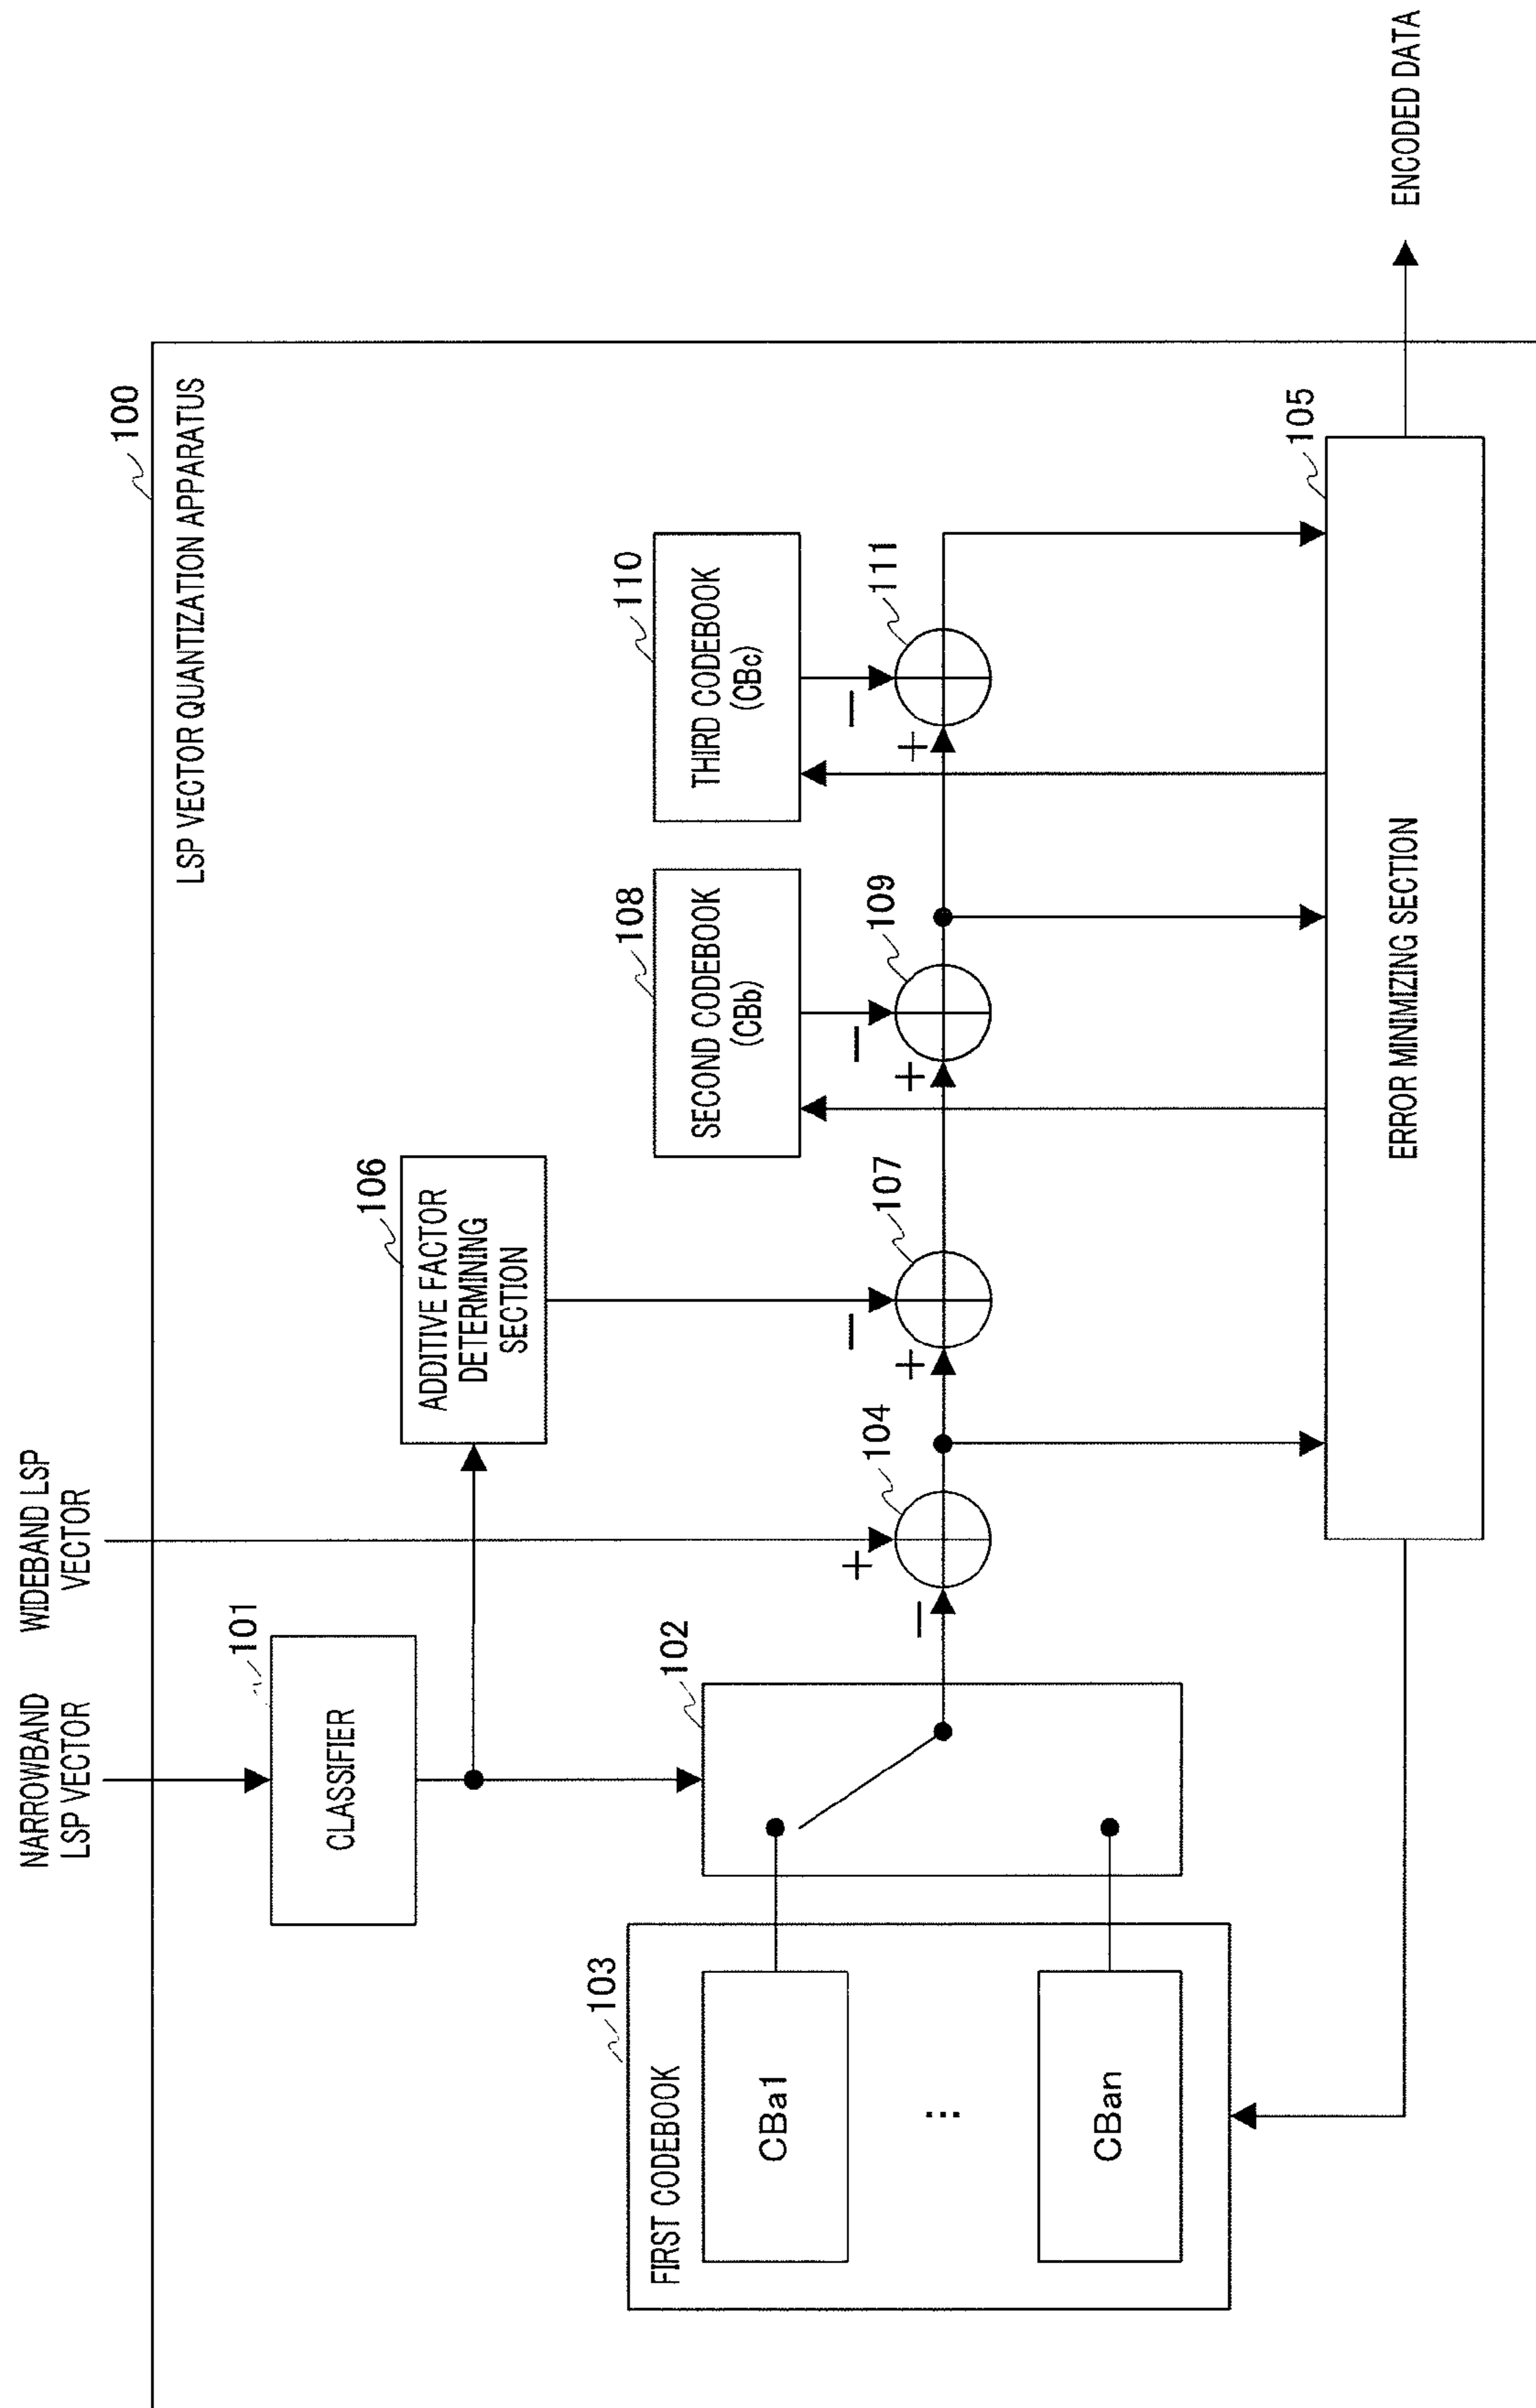 100
LSP VECTOR QUANTIZATION APPARATUS
NARROWBAND
LSP VECTOR
WIDEBAND LSP
VECTOR
101
CLASSIFIER
106
ADDITIVE FACTOR
DETERMINING
SECTION
103
FIRST CODEBOOK
CBa1
...
CBan
102
−
+
104
+
−
107
108
SECOND CODEBOOK
(CBb)
+
−
109
110
THIRD CODEBOOK
(CBc)
+
−
111
105
ERROR MINIMIZING SECTION
ENCODED DATA